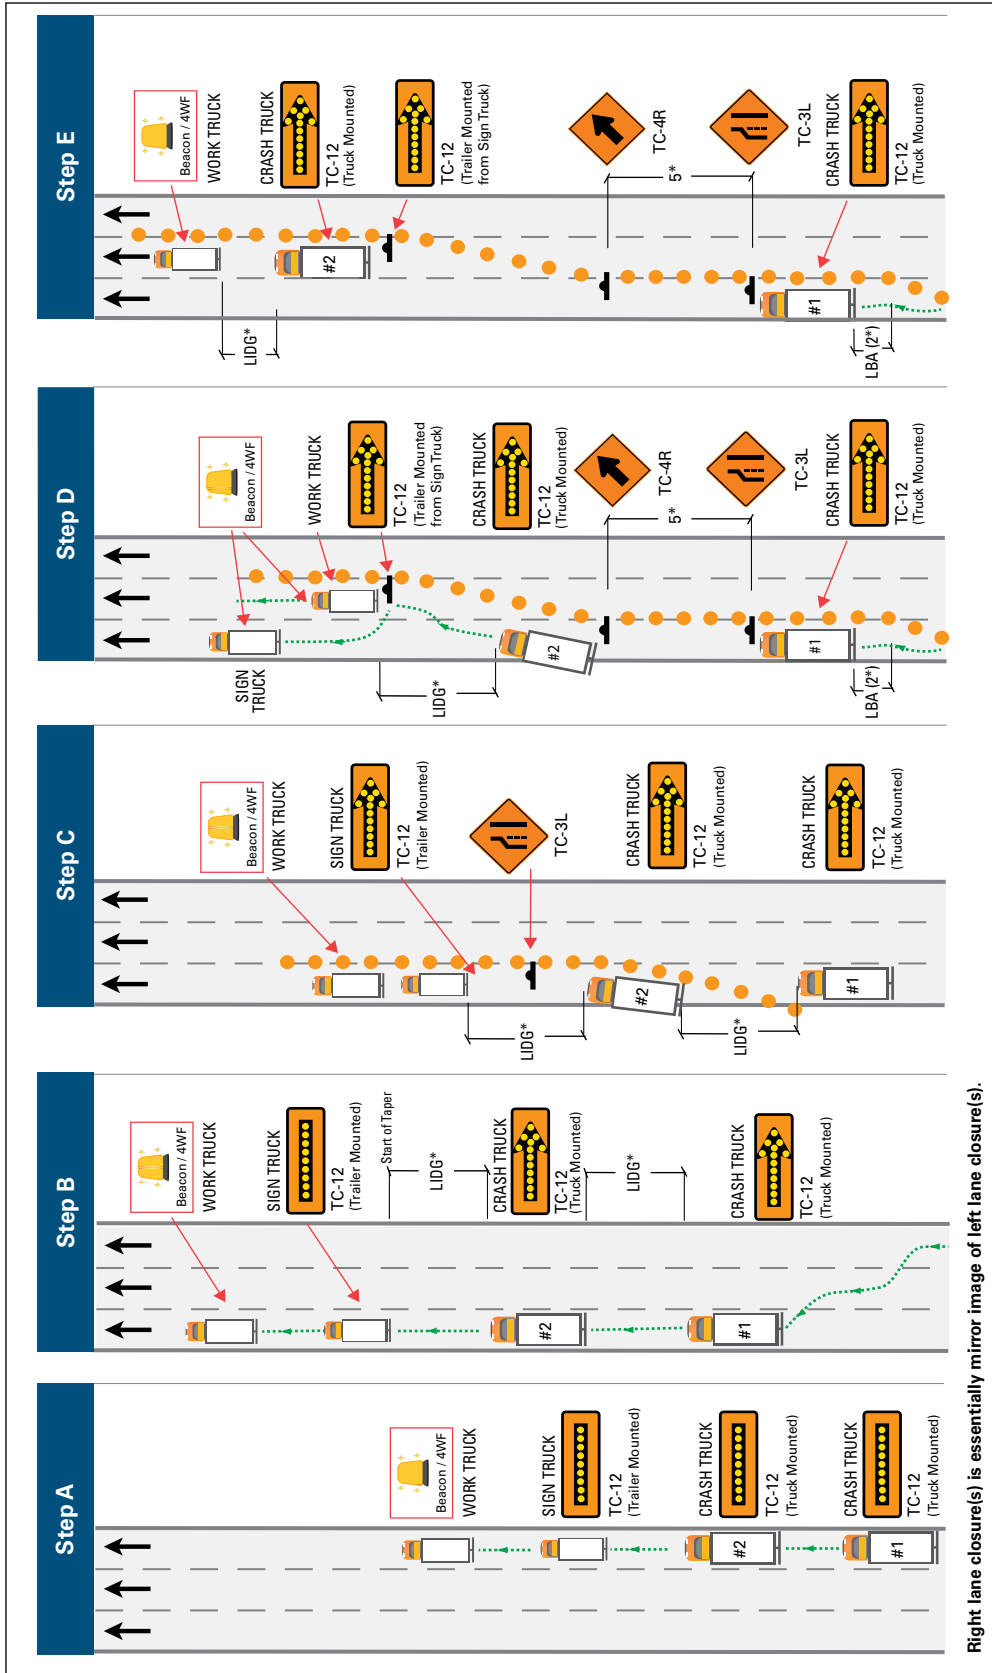 Step A
Beacon / 4WF
WORK TRUCK
SIGN TRUCK
TC-12
(Trailer Mounted)
CRASH TRUCK
TC-12
(Truck Mounted)
CRASH TRUCK
TC-12
(Truck Mounted)
#2
#1
Step B
Beacon / 4WF
WORK TRUCK
SIGN TRUCK
TC-12
(Trailer Mounted)
Start of Taper
LIDG*
CRASH TRUCK
TC-12
(Truck Mounted)
LIDG*
CRASH TRUCK
TC-12
(Truck Mounted)
#2
#1
Step C
Beacon / 4WF
WORK TRUCK
SIGN TRUCK
TC-12
(Trailer Mounted)
TC-3L
CRASH TRUCK
TC-12
(Truck Mounted)
CRASH TRUCK
TC-12
(Truck Mounted)
#2
#1
LIDG*
LIDG*
Step D
Beacon / 4WF
WORK TRUCK
TC-12
(Trailer Mounted
from Sign Truck)
CRASH TRUCK
TC-12
(Truck Mounted)
TC-4R
5*
TC-3L
CRASH TRUCK
TC-12
(Truck Mounted)
#2
#1
SIGN
TRUCK
LIDG*
LBA (2*)
Step E
Beacon / 4WF
WORK TRUCK
CRASH TRUCK
TC-12
(Truck Mounted)
TC-12
(Trailer Mounted
from Sign Truck)
TC-4R
5*
TC-3L
CRASH TRUCK
TC-12
(Truck Mounted)
#2
#1
LIDG*
LBA (2*)
Right lane closure(s) is essentially mirror image of left lane closure(s).